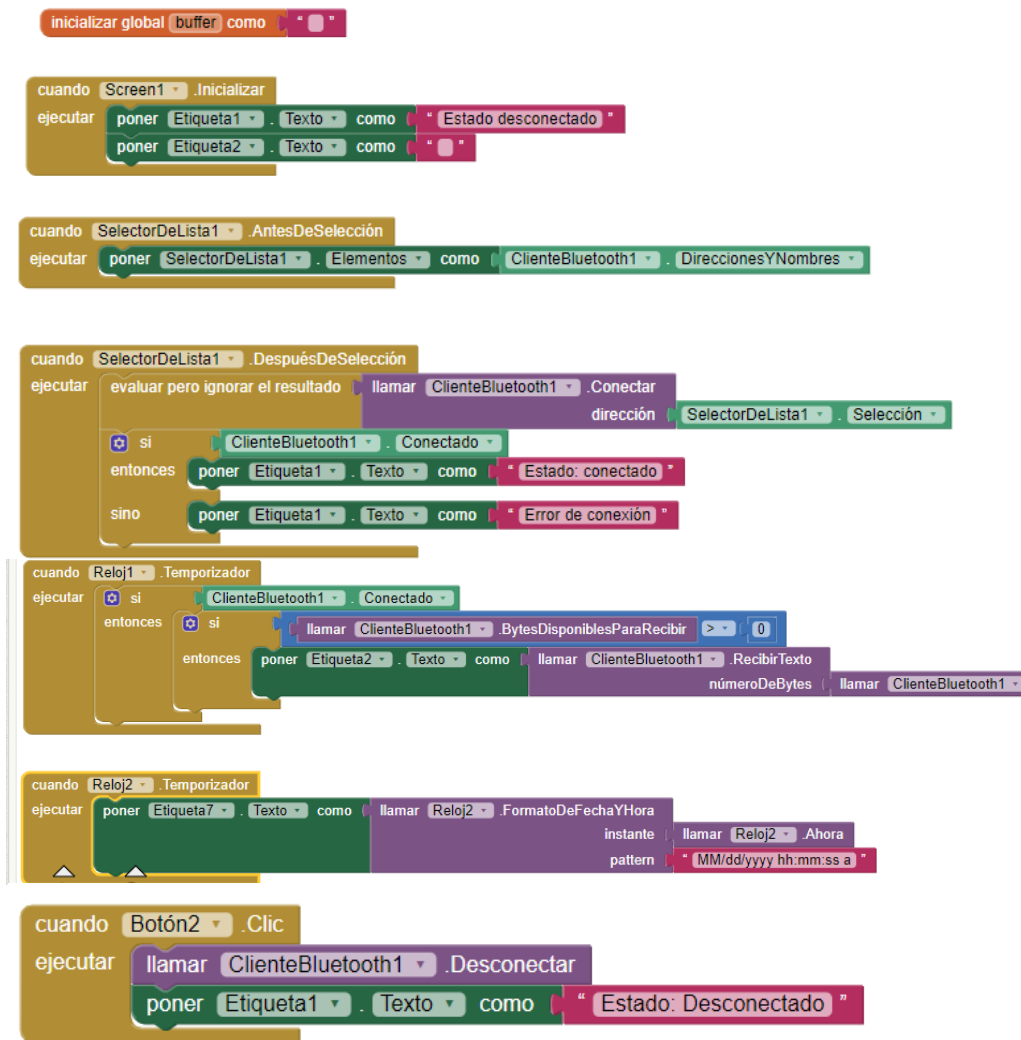 inicializar global buffer como " "
cuando Screen1 .Inicializar
ejecutar poner Etiqueta1 . Texto como " Estado desconectado "
poner Etiqueta2 . Texto como " "
cuando SelectorDeLista1 .AntesDeSelección
ejecutar poner SelectorDeLista1 . Elementos como ClienteBluetooth1 . DireccionesYNombres
cuando SelectorDeLista1 .DespuésDeSelección
ejecutar evaluar pero ignorar el resultado llamar ClienteBluetooth1 .Conectar
dirección SelectorDeLista1 . Selección
si ClienteBluetooth1 . Conectado
entonces poner Etiqueta1 . Texto como " Estado: conectado "
sino poner Etiqueta1 . Texto como " Error de conexión "
cuando Reloj1 .Temporizador
ejecutar si ClienteBluetooth1 . Conectado
entonces si llamar ClienteBluetooth1 .BytesDisponiblesParaRecibir > 0
entonces poner Etiqueta2 . Texto como llamar ClienteBluetooth1 .RecibirTexto
númeroDeBytes llamar ClienteBluetooth1
cuando Reloj2 .Temporizador
ejecutar poner Etiqueta7 . Texto como llamar Reloj2 .FormatoDeFechaYHora
instante llamar Reloj2 .Ahora
pattern " MM/dd/yyyy hh:mm:ss a "
cuando Botón2 .Clic
ejecutar llamar ClienteBluetooth1 .Desconectar
poner Etiqueta1 . Texto como " Estado: Desconectado "